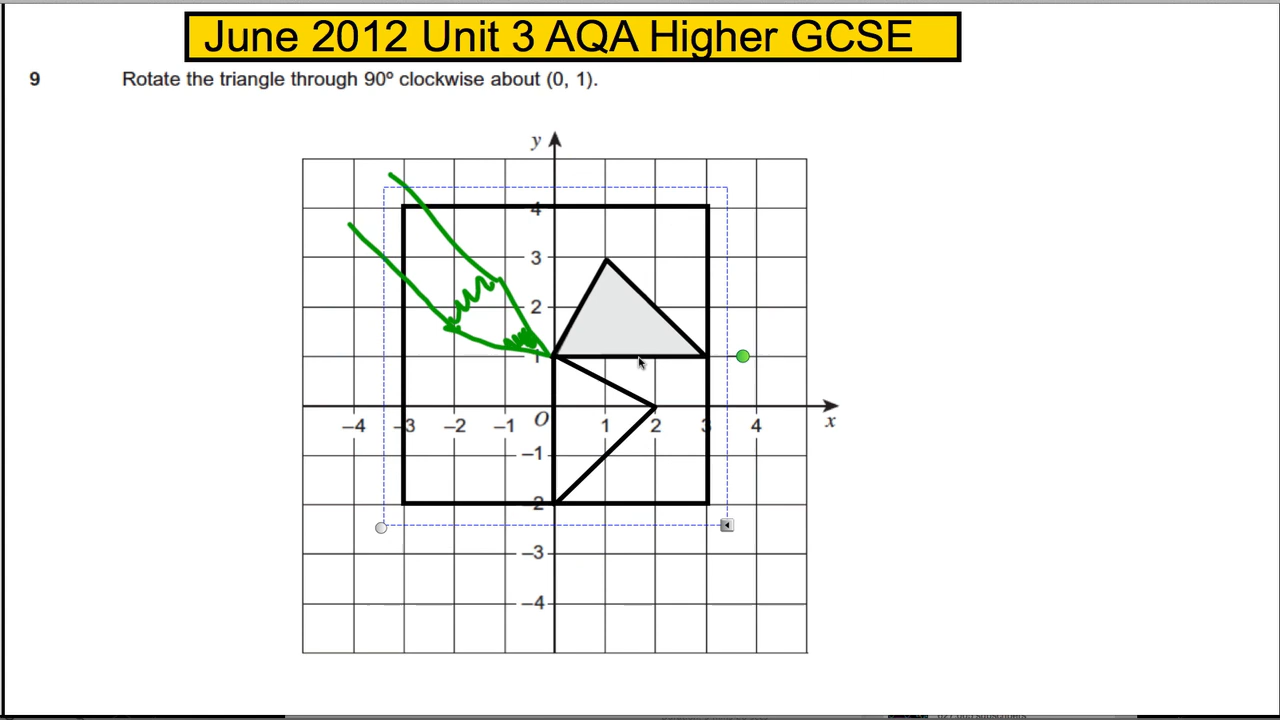 June 2012 Unit 3 AQA Higher GCSE
9 Rotate the triangle through 90º clockwise about (0, 1).
y
4
3
2
1
O
–4 –3 –2 –1 1 2 3 4 x
–1
–2
–3
–4